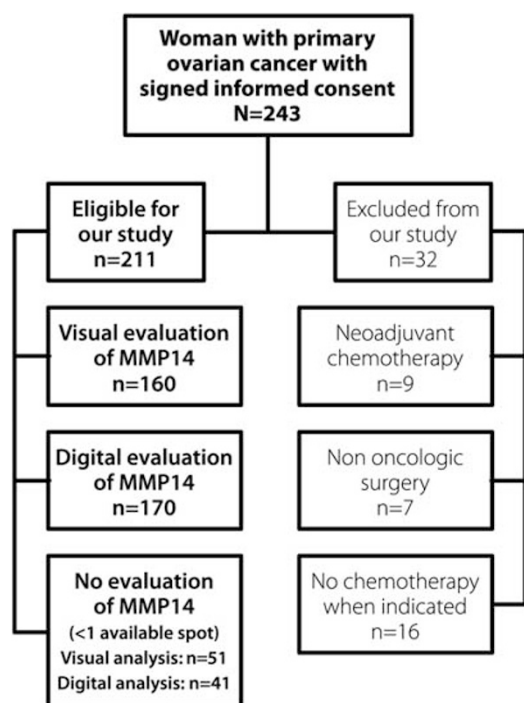 Woman with primary
ovarian cancer with
signed informed consent
N=243
Eligible for
our study
n=211
Excluded from
our study
n=32
Visual evaluation
of MMP14
n=160
Neoadjuvant
chemotherapy
n=9
Digital evaluation
of MMP14
n=170
Non oncologic
surgery
n=7
No evaluation
of MMP14
(<1 available spot)
Visual analysis: n=51
Digital analysis: n=41
No chemotherapy
when indicated
n=16